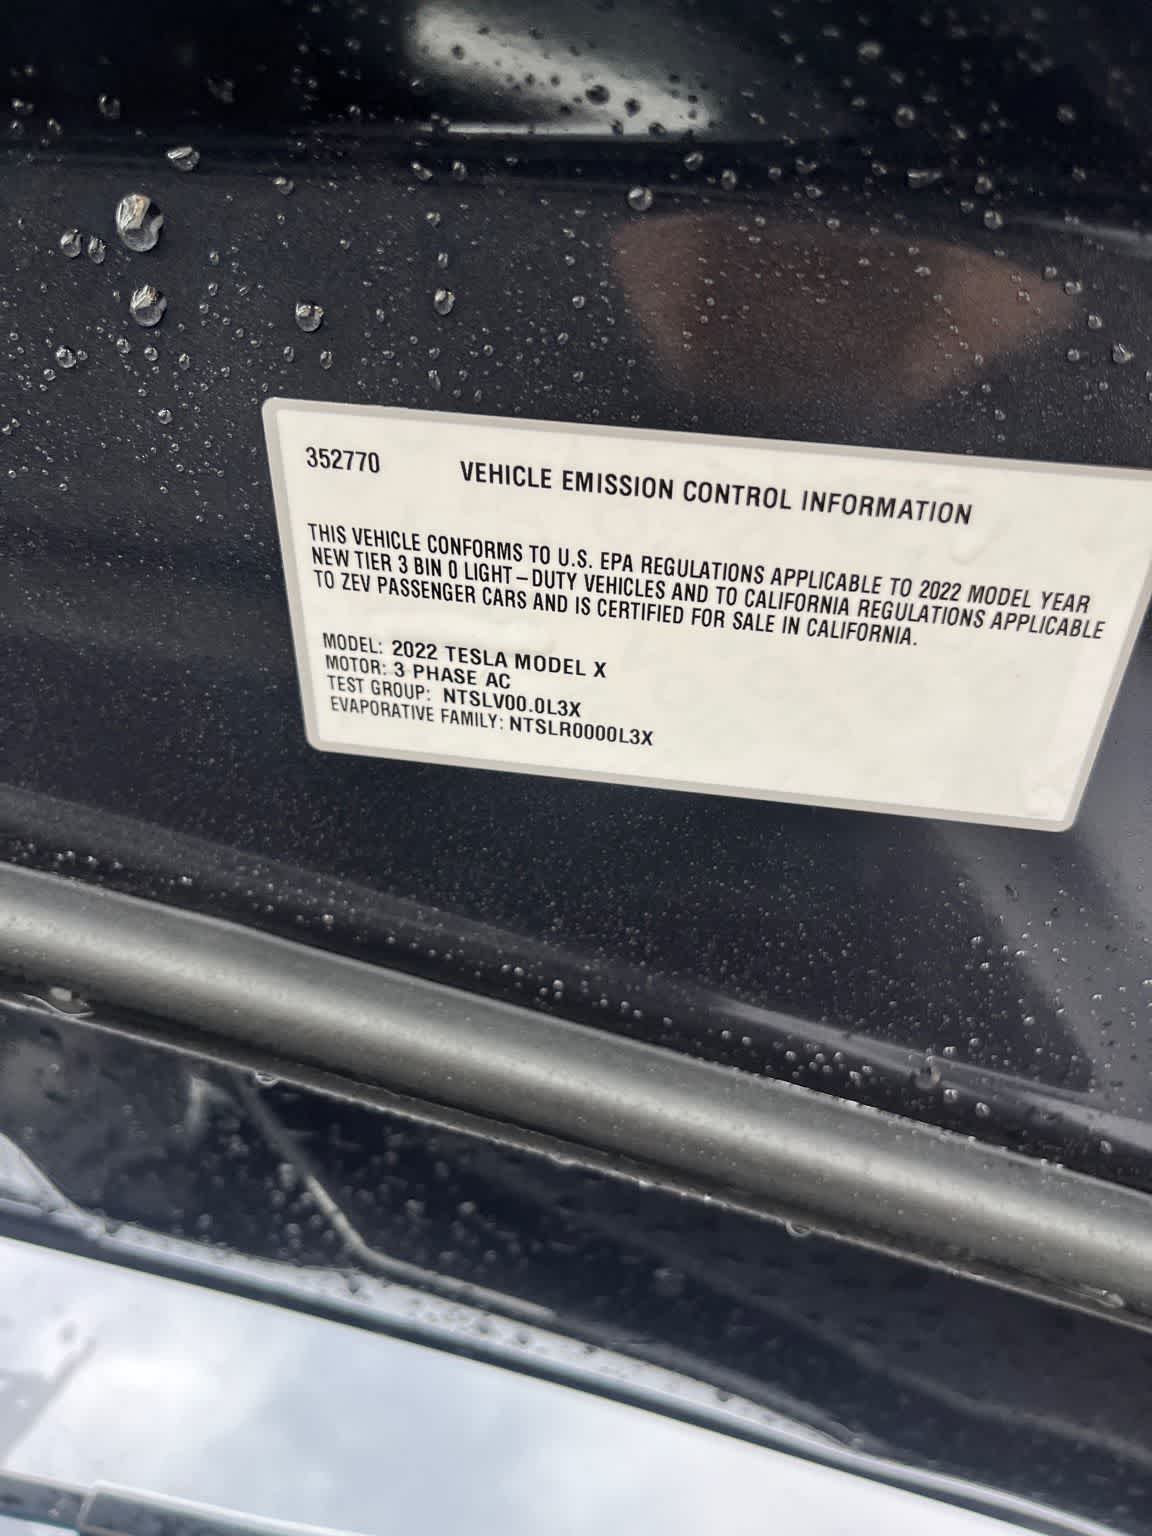 352770 VEHICLE EMISSION CONTROL INFORMATION
THIS VEHICLE CONFORMS TO U.S. EPA REGULATIONS APPLICABLE TO 2022 MODEL YEAR
NEW TIER 3 BIN 0 LIGHT-DUTY VEHICLES AND TO CALIFORNIA REGULATIONS APPLICABLE
TO ZEV PASSENGER CARS AND IS CERTIFIED FOR SALE IN CALIFORNIA.
MODEL: 2022 TESLA MODEL X
MOTOR: 3 PHASE AC
TEST GROUP: NTSLV00.0L3X
EVAPORATIVE FAMILY: NTSLR0000L3X